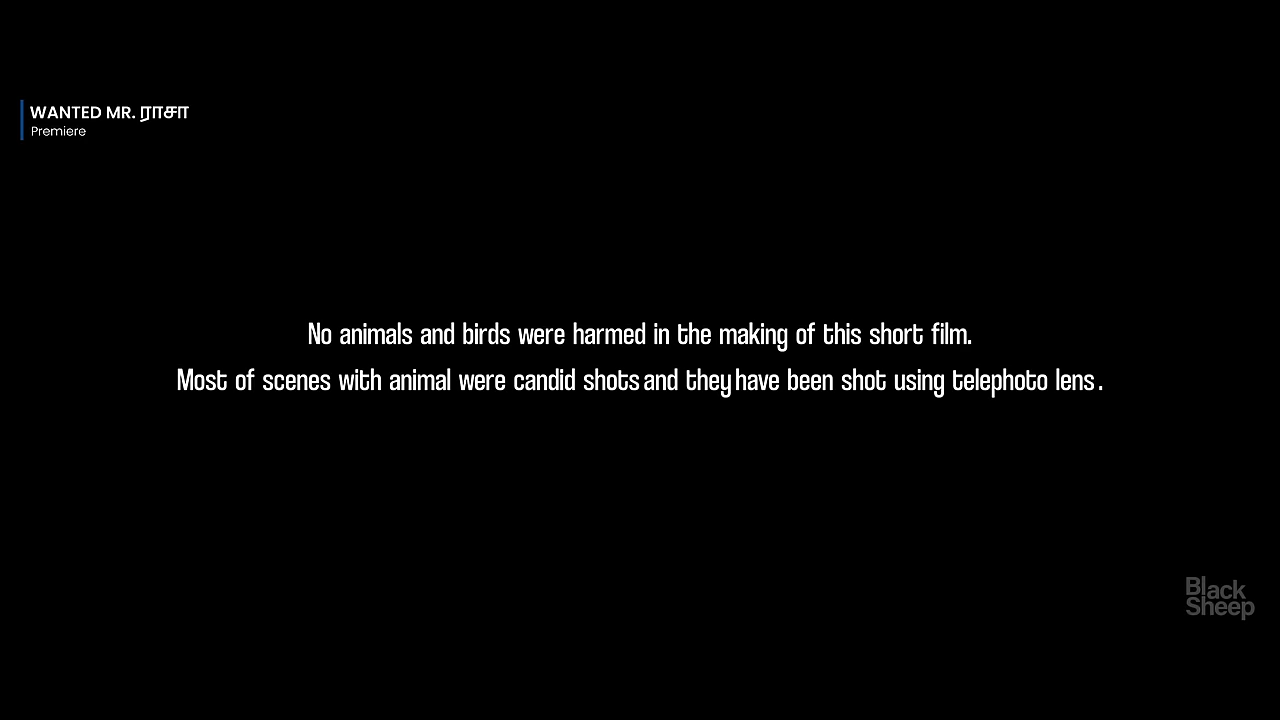 WANTED MR. ராசா
Premiere
No animals and birds were harmed in the making of this short film.
Most of scenes with animal were candid shots and they have been shot using telephoto lens.
Black
Sheep